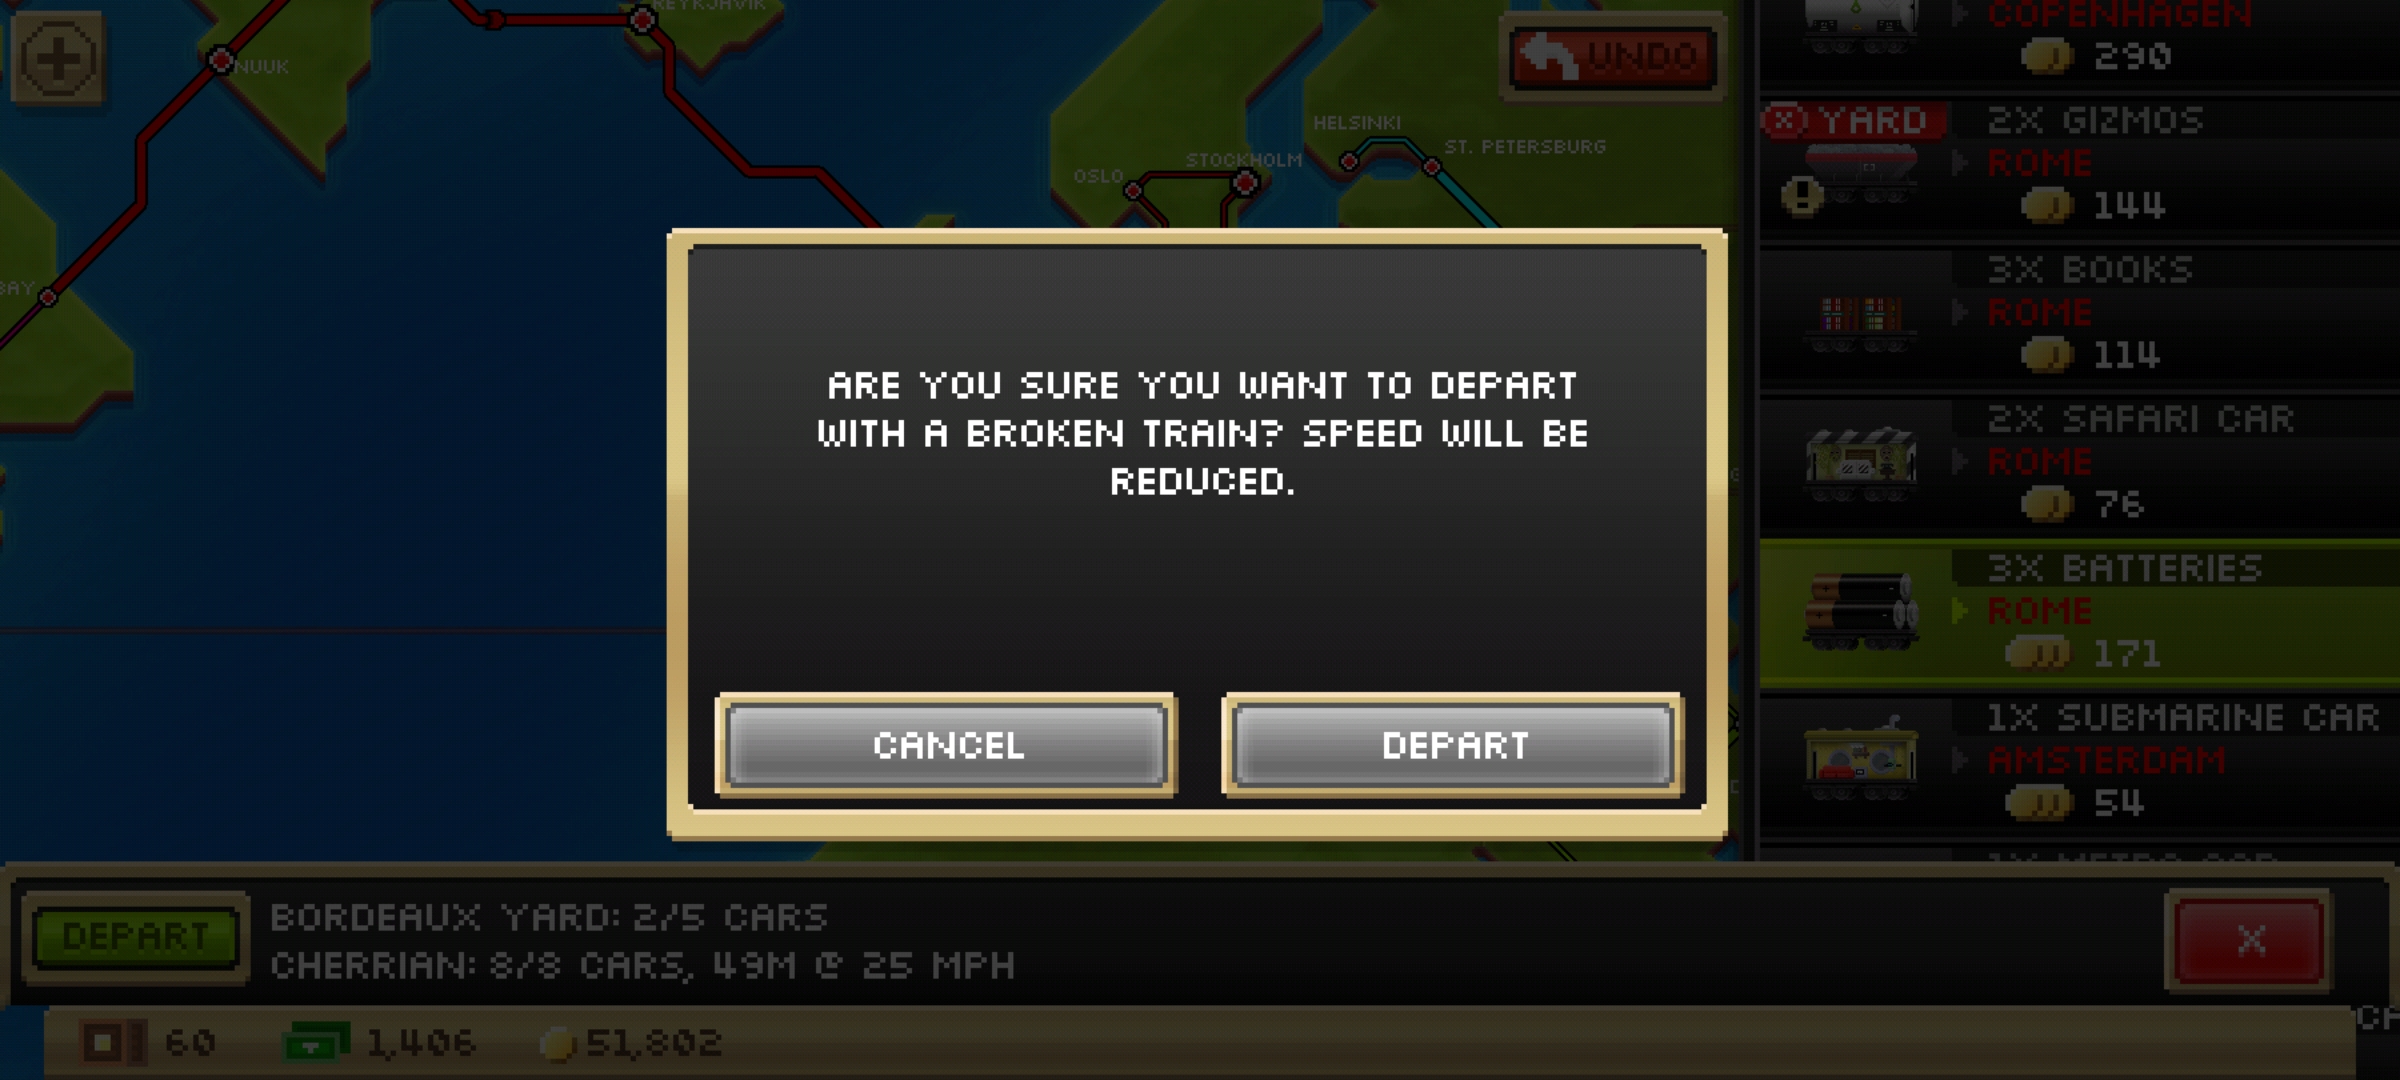 REYKJAVIK
NUUK
UNDO
HELSINKI
ST. PETERSBURG
STOCKHOLM
OSLO
BAY
COPENHAGEN
290
YARD
2X GIZMOS
ROME
144
3X BOOKS
ROME
114
2X SAFARI CAR
ROME
76
3X BATTERIES
ROME
171
1X SUBMARINE CAR
AMSTERDAM
54
ARE YOU SURE YOU WANT TO DEPART
WITH A BROKEN TRAIN? SPEED WILL BE
REDUCED.
CANCEL
DEPART
DEPART
BORDEAUX YARD: 2/5 CARS
CHERRIAN: 8/8 CARS, 49M @ 25 MPH
X
60
1,406
51,802